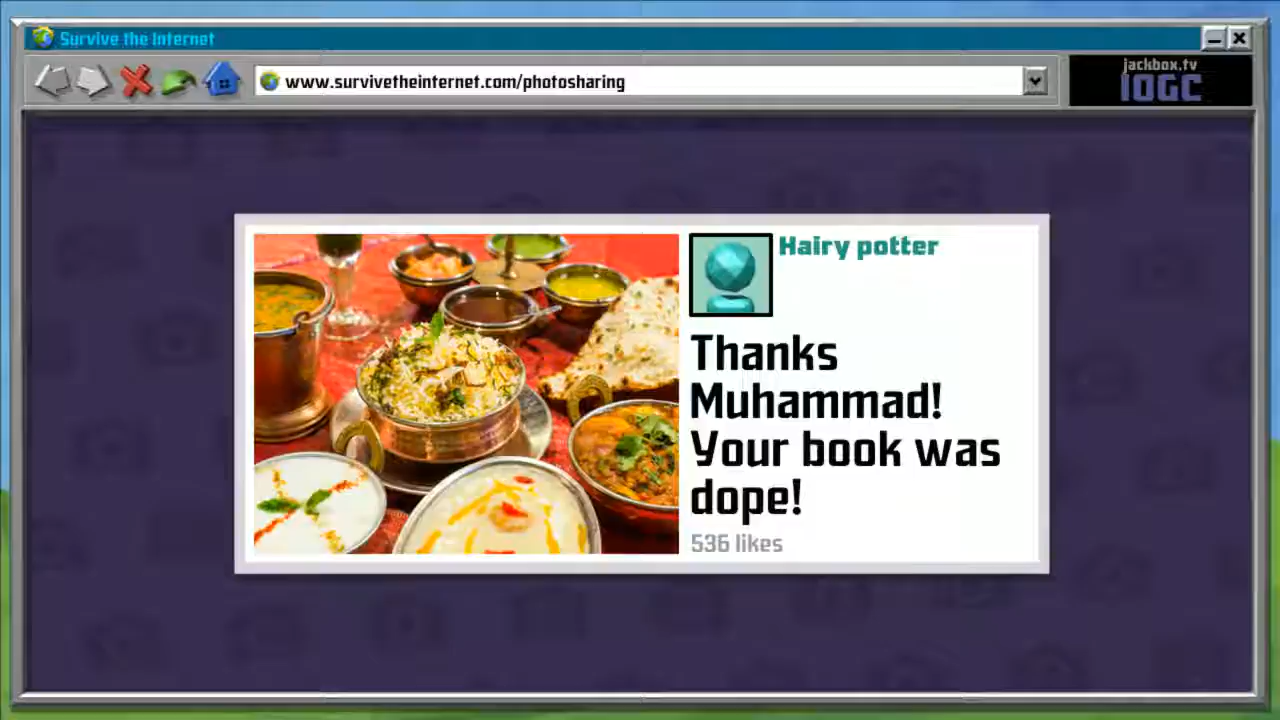 Survive the Internet
www.survivetheinternet.com/photosharing
jackbox.tv
IOGC
Hairy potter
Thanks
Muhammad!
Your book was
dope!
536 likes